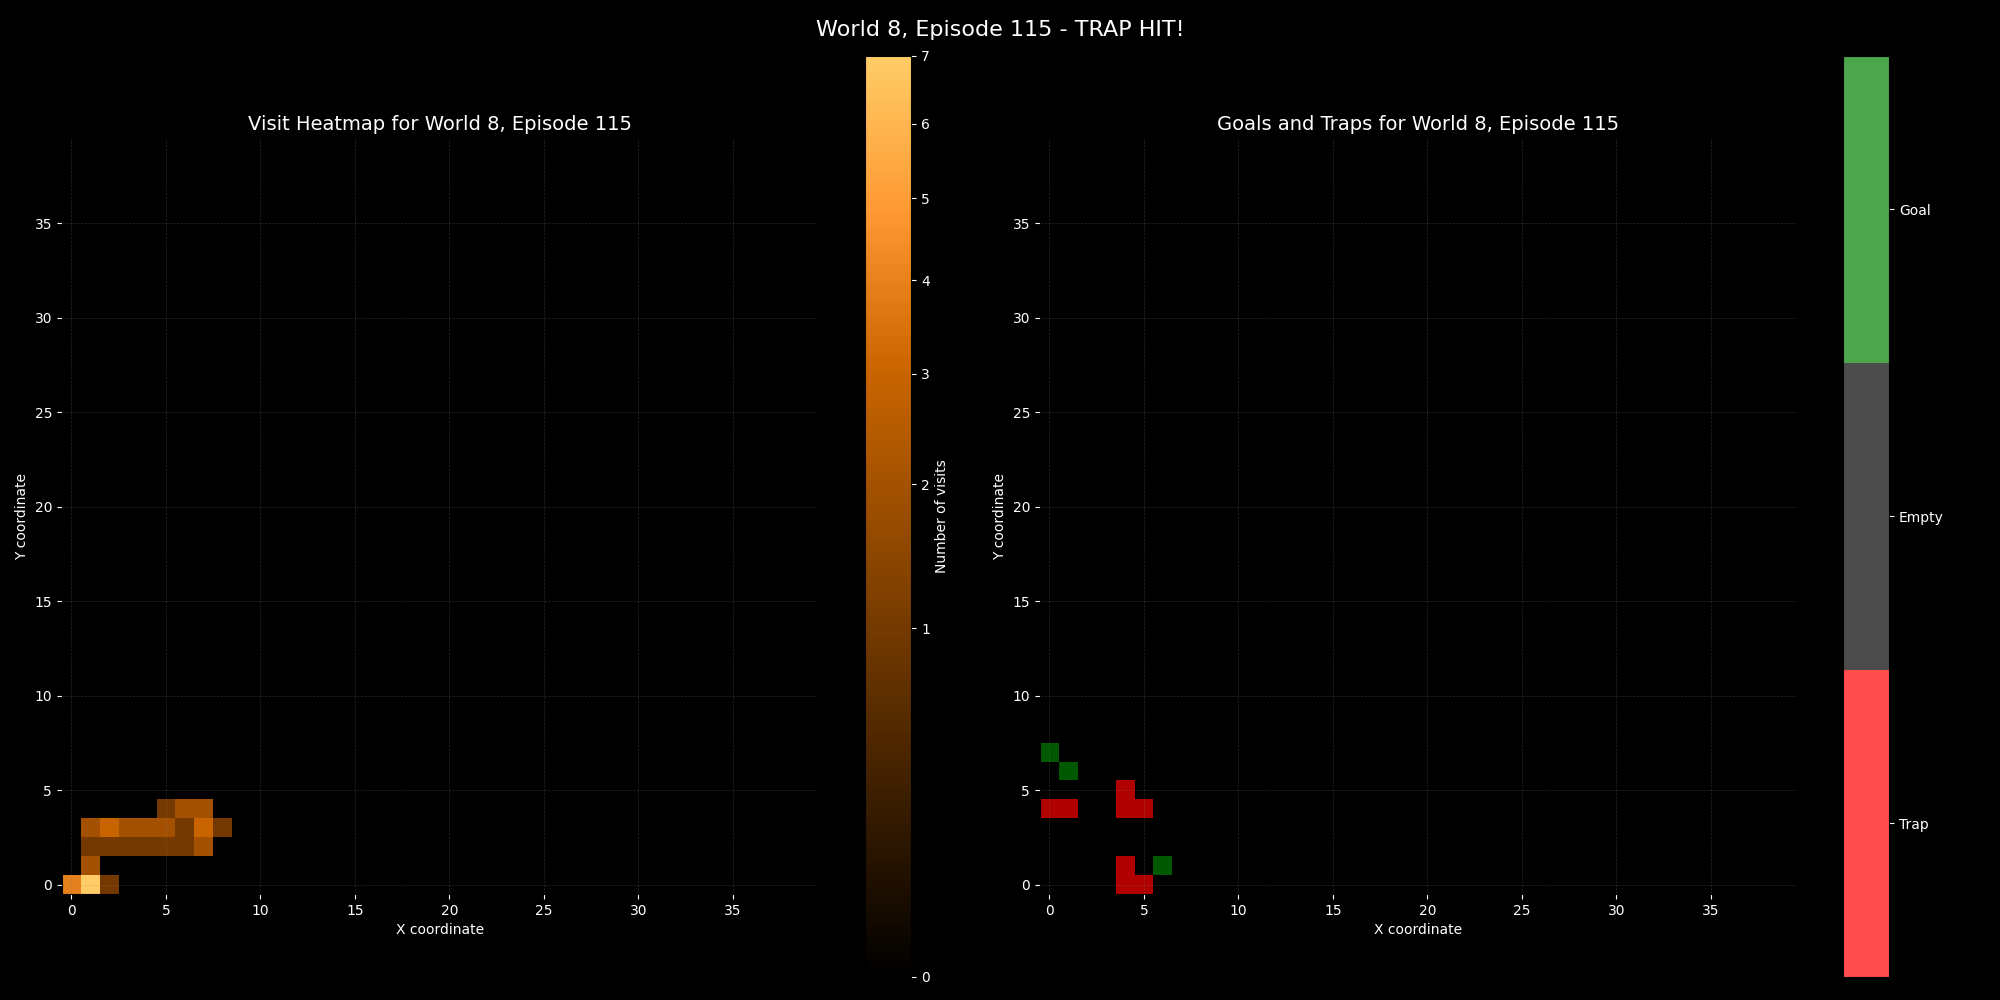 World 8, Episode 115 - TRAP HIT!
Visit Heatmap for World 8, Episode 115
Y coordinate
35
30
25
20
15
10
5
0
0 5 10 15 20 25 30 35
X coordinate
7
6
5
4
3
2
1
0
Number of visits
Goals and Traps for World 8, Episode 115
Y coordinate
35
30
25
20
15
10
5
0
0 5 10 15 20 25 30 35
X coordinate
Goal
Empty
Trap